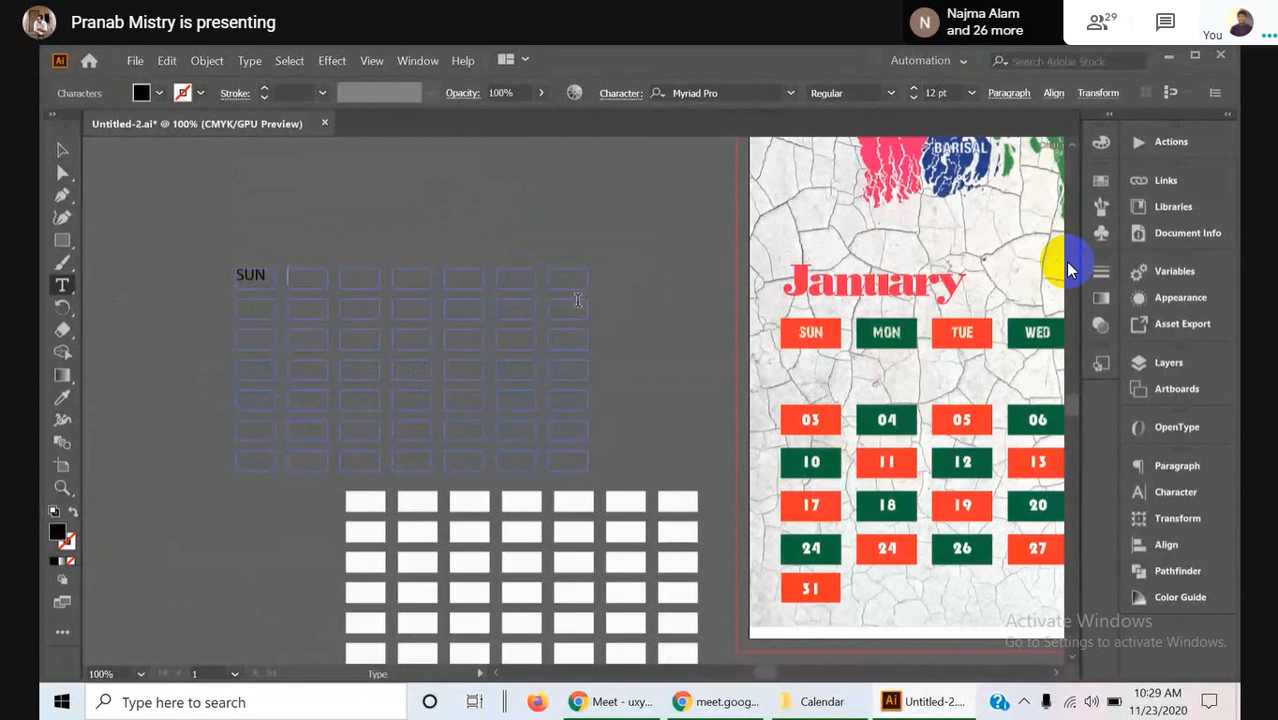 Pranab Mistry is presenting
N
Najma Alam
and 26 more
29
You
Ai
File Edit Object Type Select Effect View Window Help
Automation
Search Adobe Stock
Characters
Stroke:
Opacity: 100%
Character:
Myriad Pro
Regular
12 pt
Paragraph
Align
Transform
Untitled-2.ai* @ 100% (CMYK/GPU Preview)
BARISAL
SUN
January
SUN MON TUE WED
03 04 05 06
10 11 12 13
17 18 19 20
24 24 26 27
31
Actions
Links
Libraries
Document Info
Variables
Appearance
Asset Export
Layers
Artboards
OpenType
Paragraph
Character
Transform
Align
Pathfinder
Color Guide
Activate Windows
Go to Settings to activate Windows.
100%
1
Type
Type here to search
Meet - uxy...
meet.goog...
Calendar
Ai
Untitled-2....
10:29 AM
11/23/2020